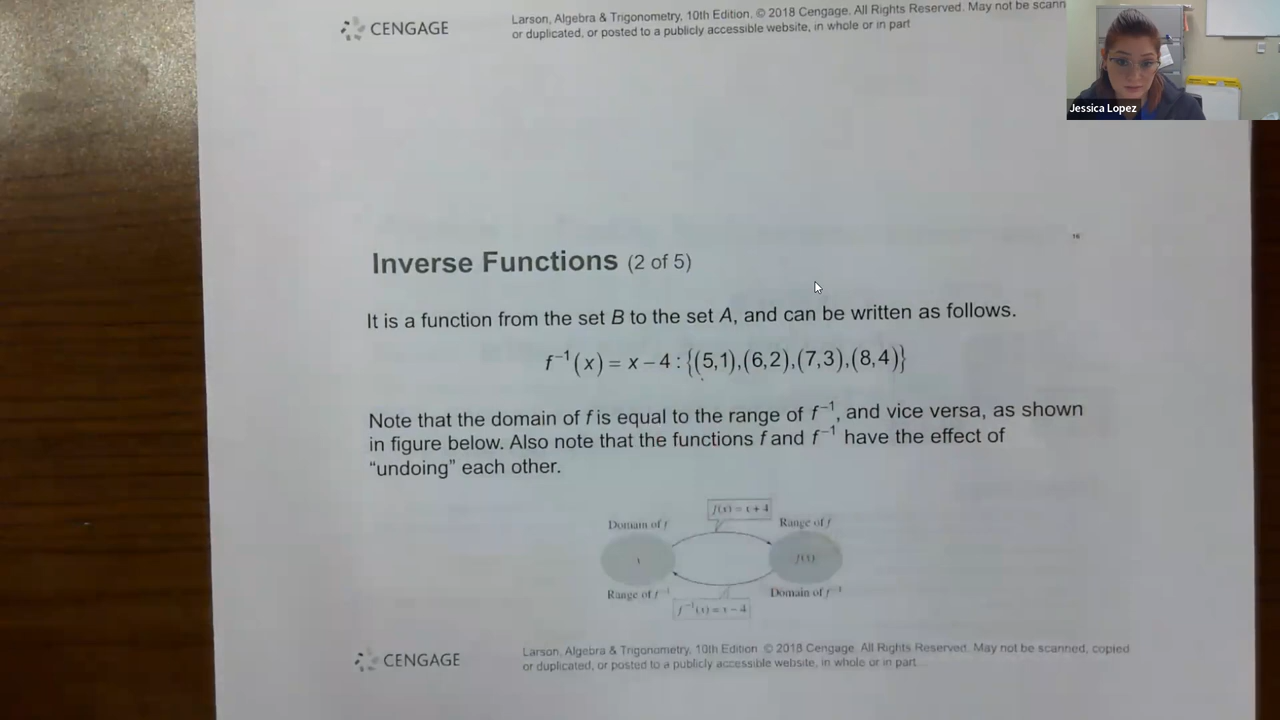 CENGAGE
Larson, Algebra & Trigonometry, 10th Edition, © 2018 Cengage. All Rights Reserved. May not be scann
or duplicated, or posted to a publicly accessible website, in whole or in part
Jessica Lopez
16
Inverse Functions (2 of 5)
It is a function from the set B to the set A, and can be written as follows.
f⁻¹(x) = x – 4 : {(5,1),(6,2),(7,3),(8,4)}
Note that the domain of f is equal to the range of f⁻¹, and vice versa, as shown
in figure below. Also note that the functions f and f⁻¹ have the effect of
“undoing” each other.
f(x) = x + 4
Domain of f
Range of f
x
f(x)
Range of f⁻¹
Domain of f⁻¹
f⁻¹(x) = x – 4
CENGAGE
Larson, Algebra & Trigonometry, 10th Edition © 2018 Cengage. All Rights Reserved. May not be scanned, copied
or duplicated, or posted to a publicly accessible website, in whole or in part